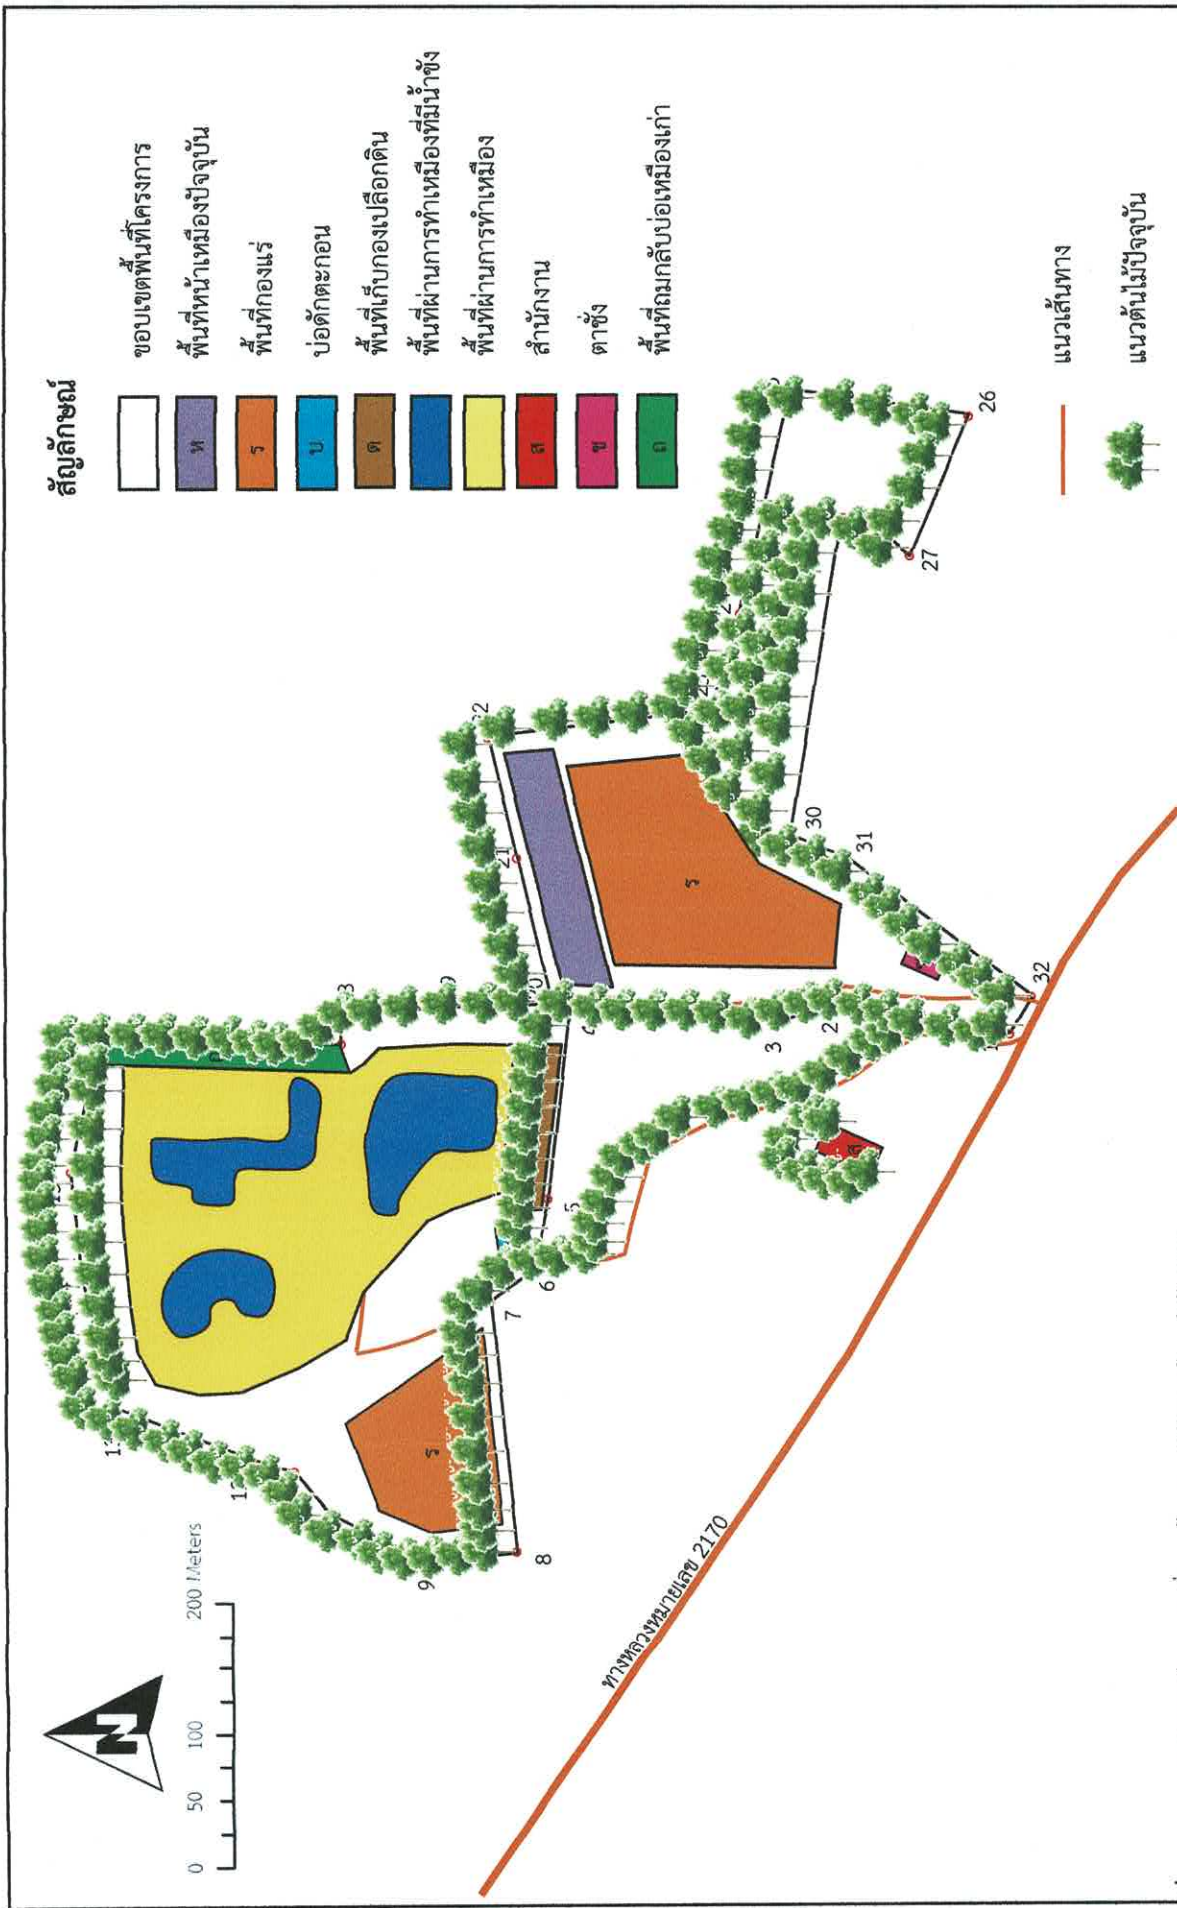 สัญลักษณ์
ขอบเขตพื้นที่โครงการ
ห พื้นที่หน้าเหมืองปัจจุบัน
ร พื้นที่กองแร่
บ บ่อดักตะกอน
ด พื้นที่เก็บกองเปลือกดิน
พื้นที่ผ่านการทำเหมืองที่มีน้ำขัง
พื้นที่ผ่านการทำเหมือง
ส สำนักงาน
ช ตาชั่ง
ถ พื้นที่ถมกลับบ่อเหมืองเก่า
แนวเส้นทาง
แนวต้นไม้ปัจจุบัน
N
0 50 100 200 Meters
ทางหลวงหมายเลข 2170
ร
ร
ส
2
3
5
6
7
8
9
21
26
27
30
31
32